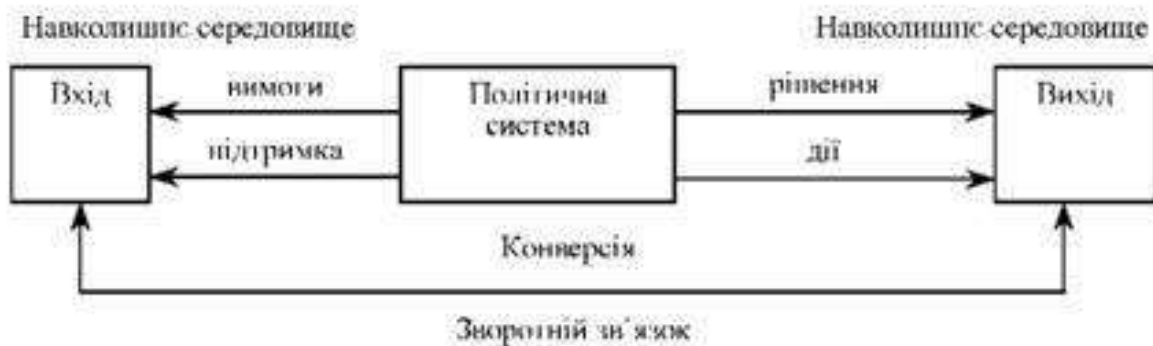 Навколишнє середовище
Навколишнє середовище
Вхід
вимоги
Політична
система
рішення
Вихід
підтримка
дії
Конверсія
Зворотній зв'язок